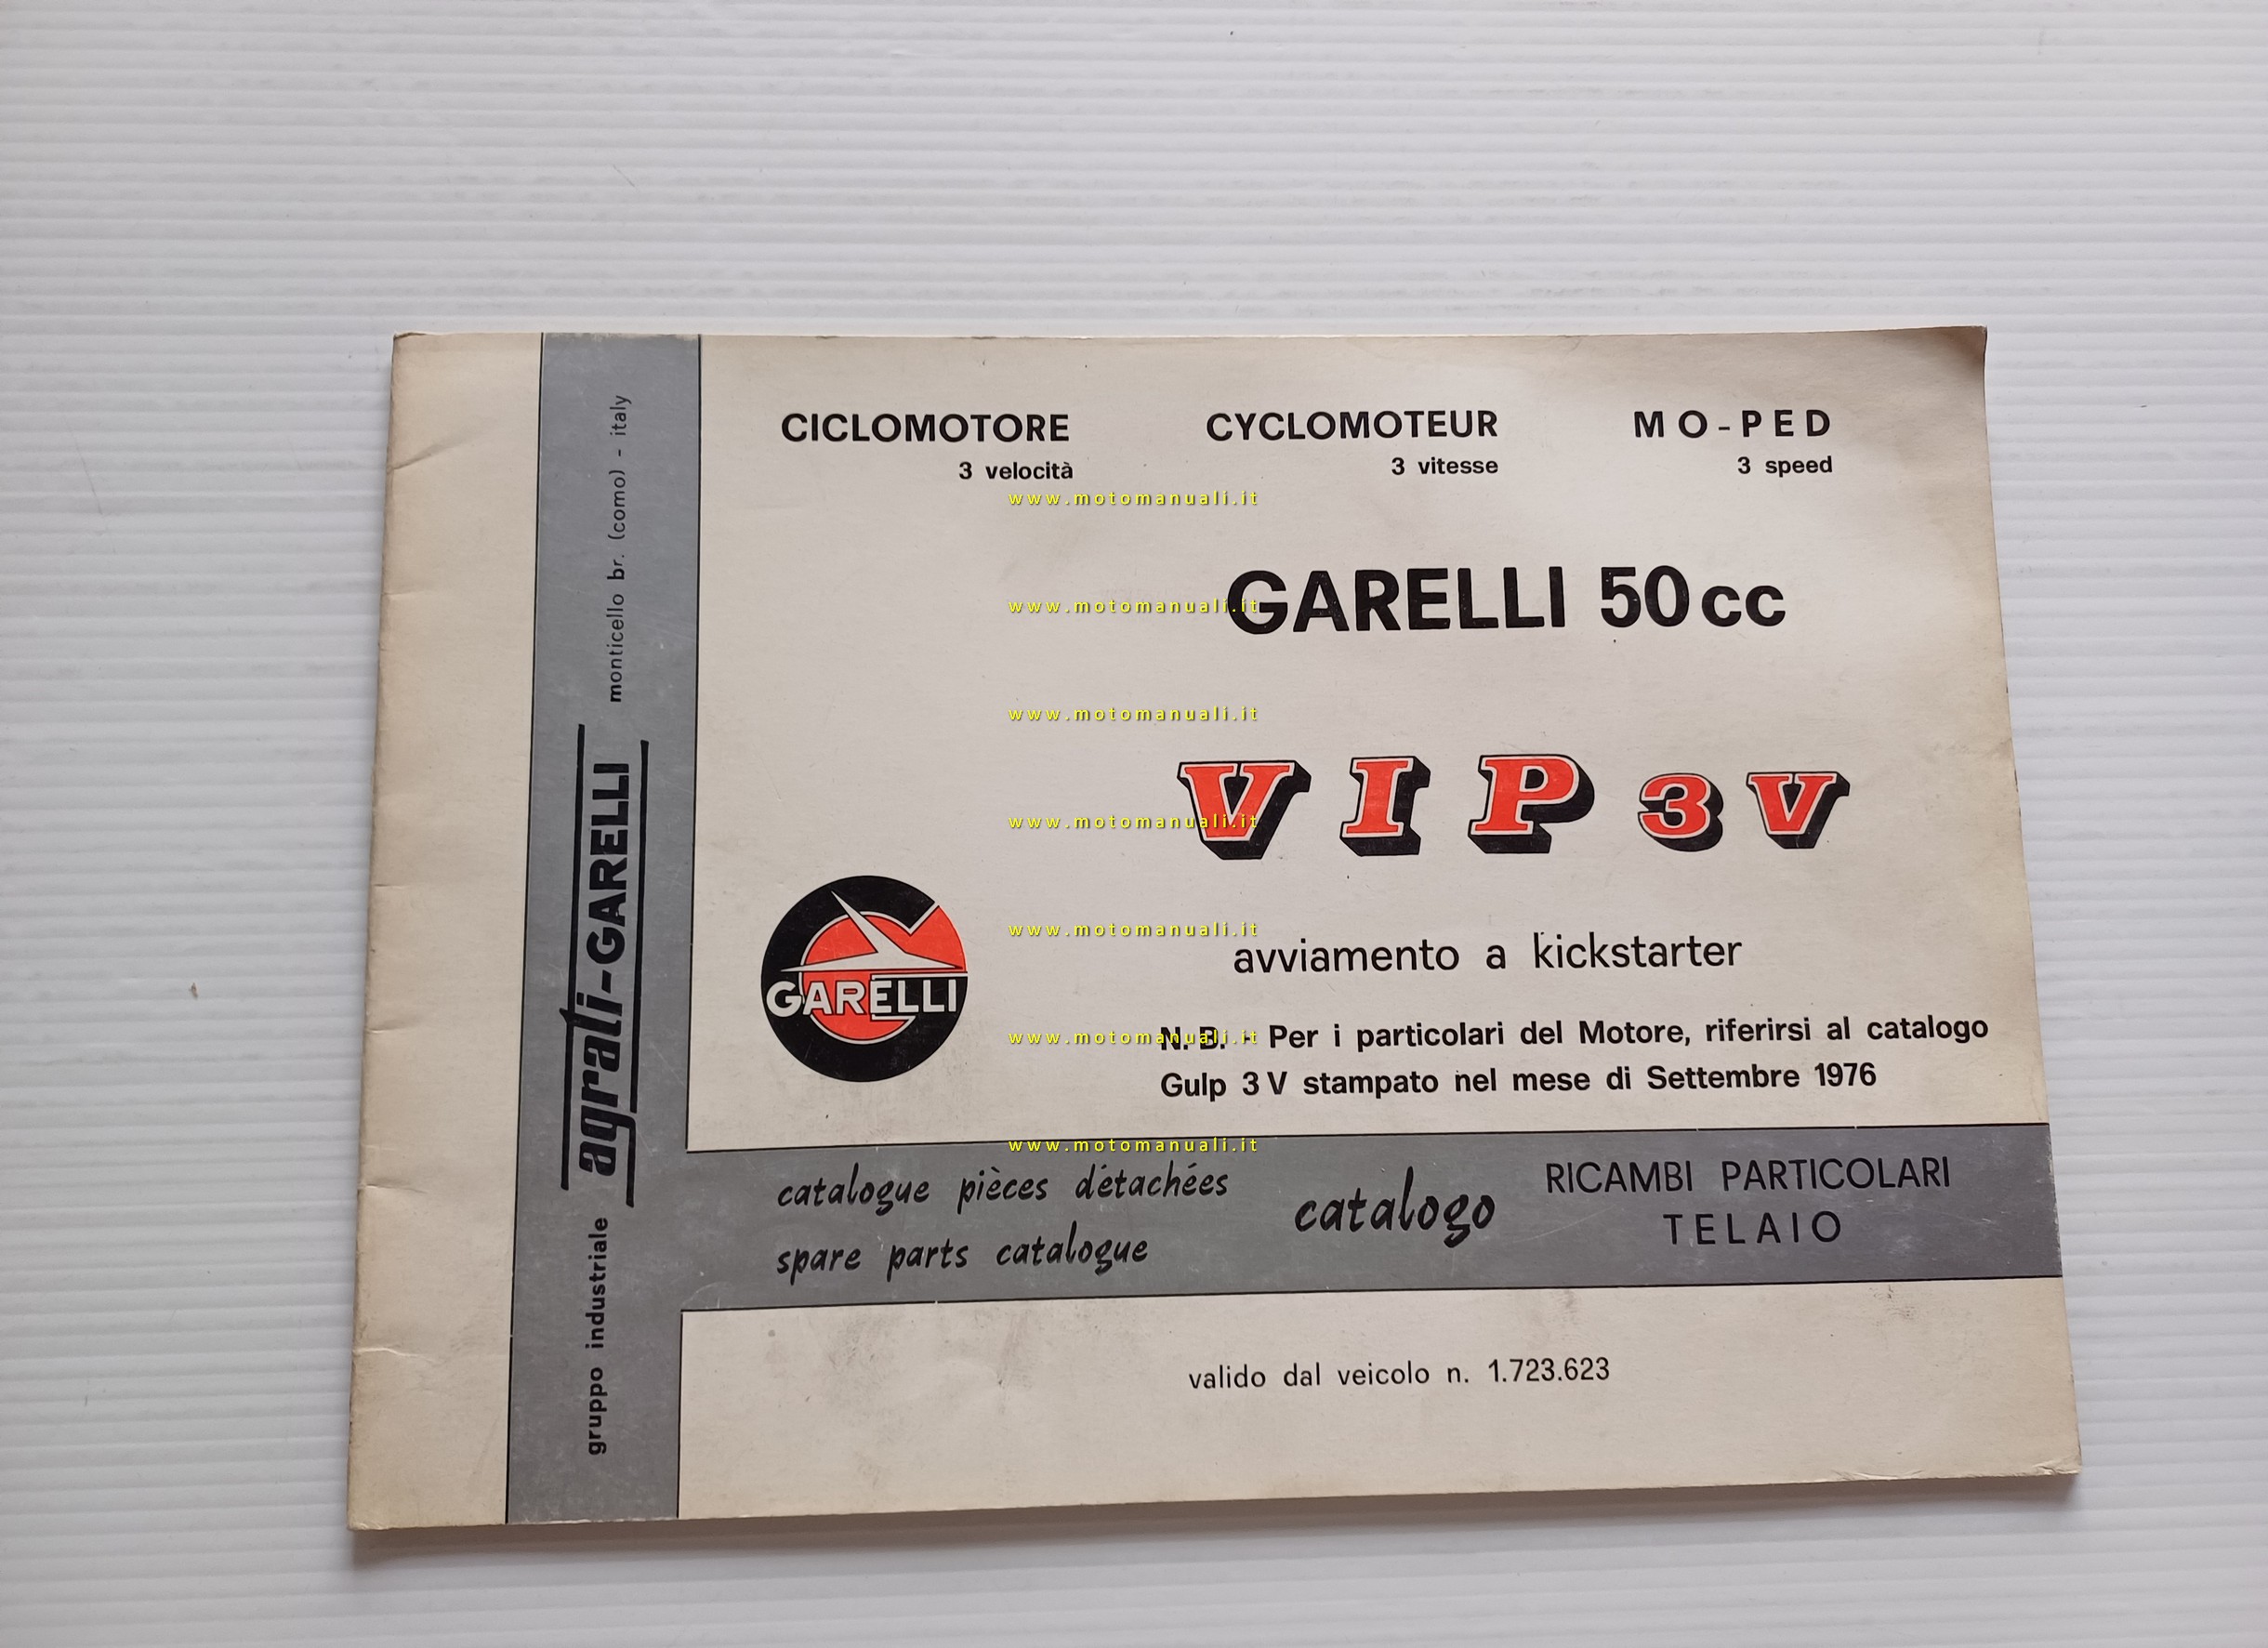 CICLOMOTORE
3 velocità
CYCLOMOTEUR
3 vitesse
MO-PED
3 speed
GARELLI 50cc
VIP 3V
GARELLI
avviamento a kickstarter
N.B. - Per i particolari del Motore, riferirsi al catalogo
Gulp 3V stampato nel mese di Settembre 1976
catalogue pièces détachées
spare parts catalogue
catalogo
RICAMBI PARTICOLARI
TELAIO
valido dal veicolo n. 1.723.623
gruppo industriale agrati-GARELLI monticello br. (como) - italy
www.motomanuali.it
www.motomanuali.it
www.motomanuali.it
www.motomanuali.it
www.motomanuali.it
www.motomanuali.it
www.motomanuali.it